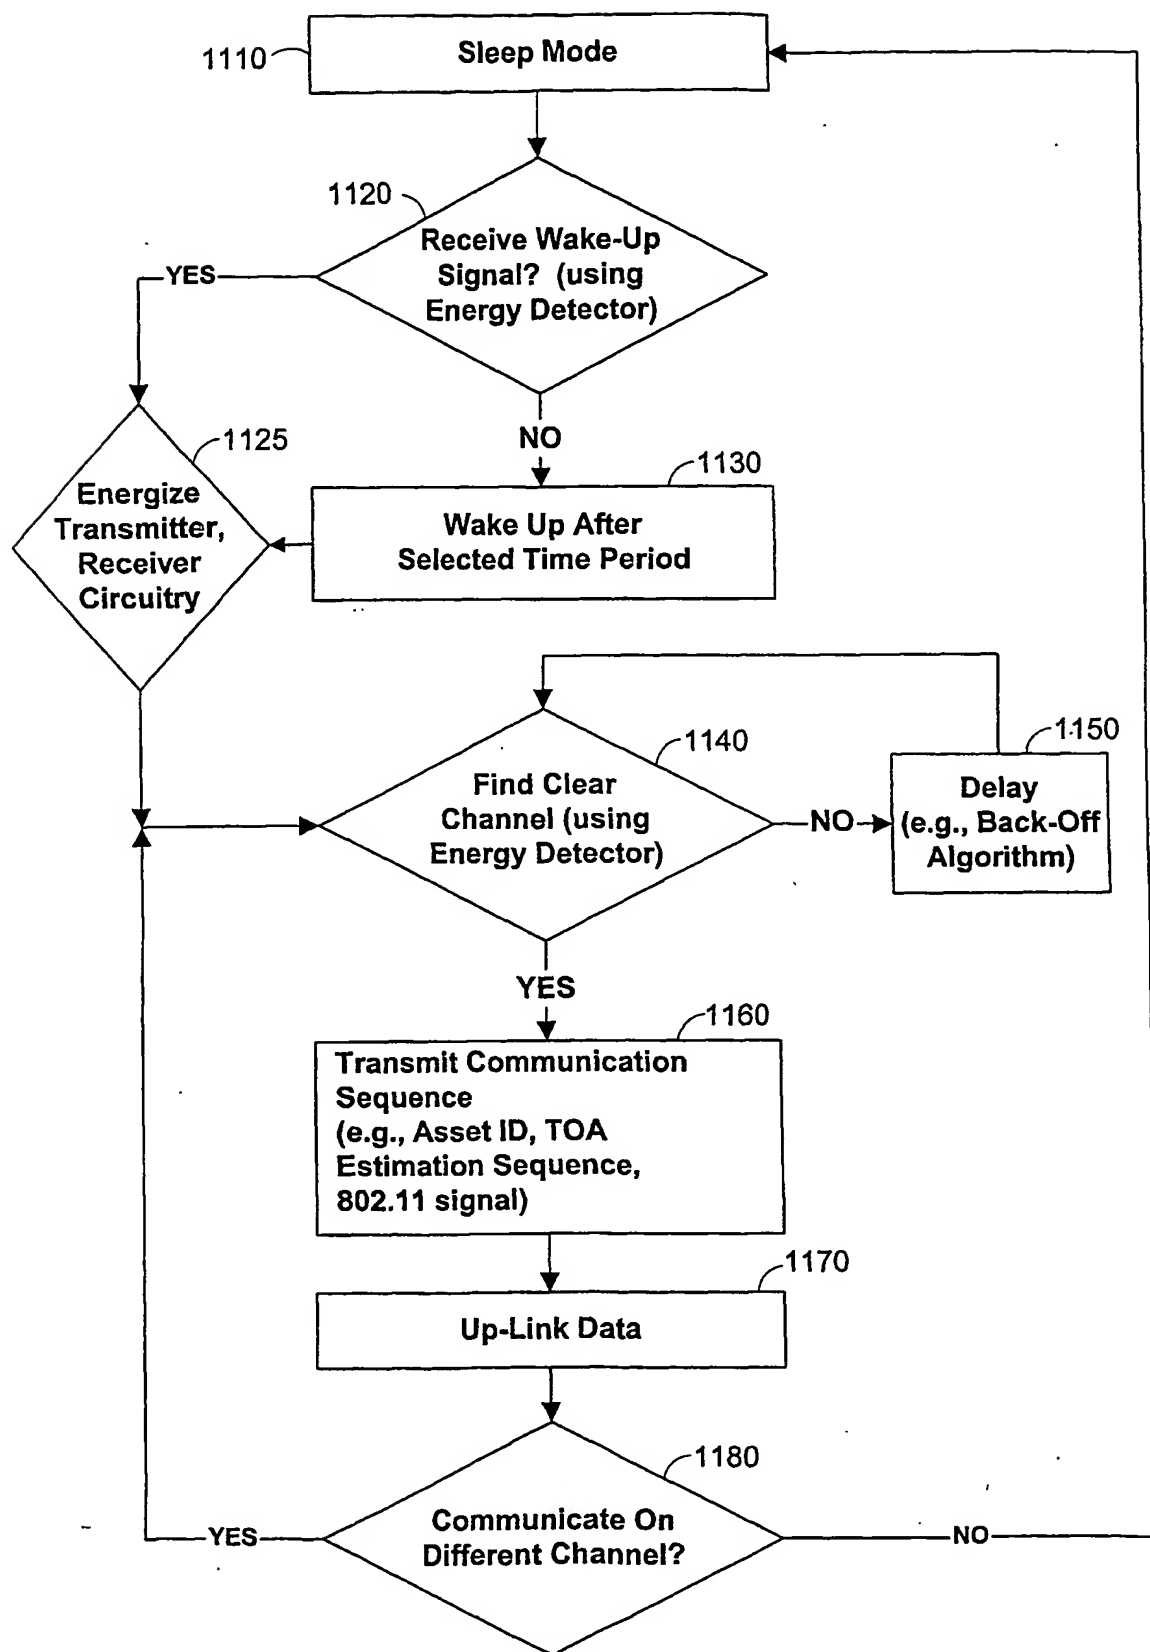 1110
Sleep Mode
1120
Receive Wake-Up
Signal? (using
Energy Detector)
YES
NO
1125
Energize
Transmitter,
Receiver
Circuitry
1130
Wake Up After
Selected Time Period
1140
Find Clear
Channel (using
Energy Detector)
NO
1150
Delay
(e.g., Back-Off
Algorithm)
YES
1160
Transmit Communication
Sequence
(e.g., Asset ID, TOA
Estimation Sequence,
802.11 signal)
1170
Up-Link Data
1180
Communicate On
Different Channel?
YES
NO